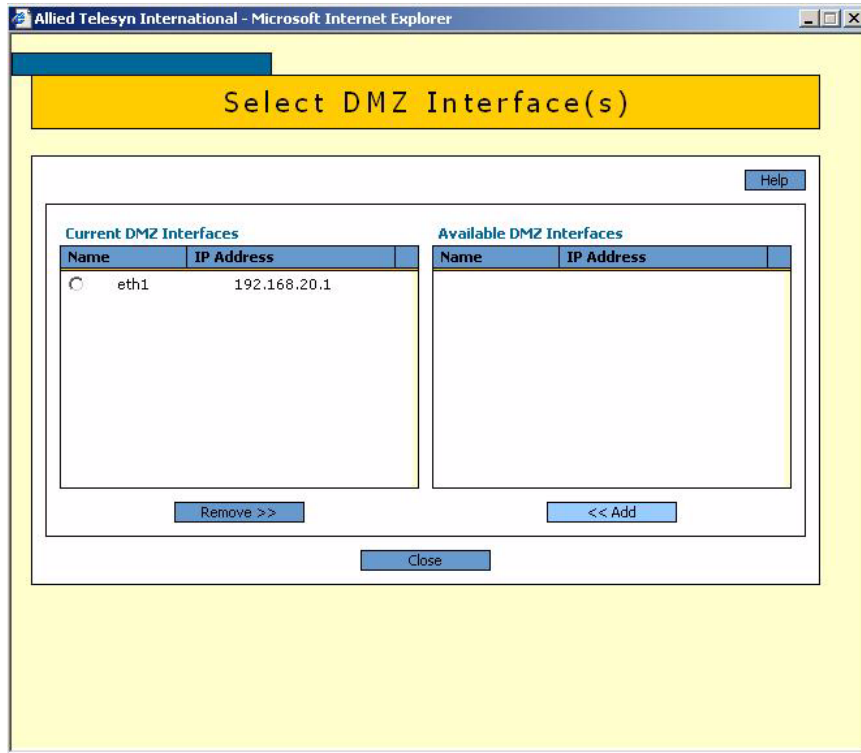 Allied Telesyn International - Microsoft Internet Explorer
Select DMZ Interface(s)
Help
Current DMZ Interfaces
Name IP Address
eth1 192.168.20.1
Remove >>
Available DMZ Interfaces
Name IP Address
<< Add
Close